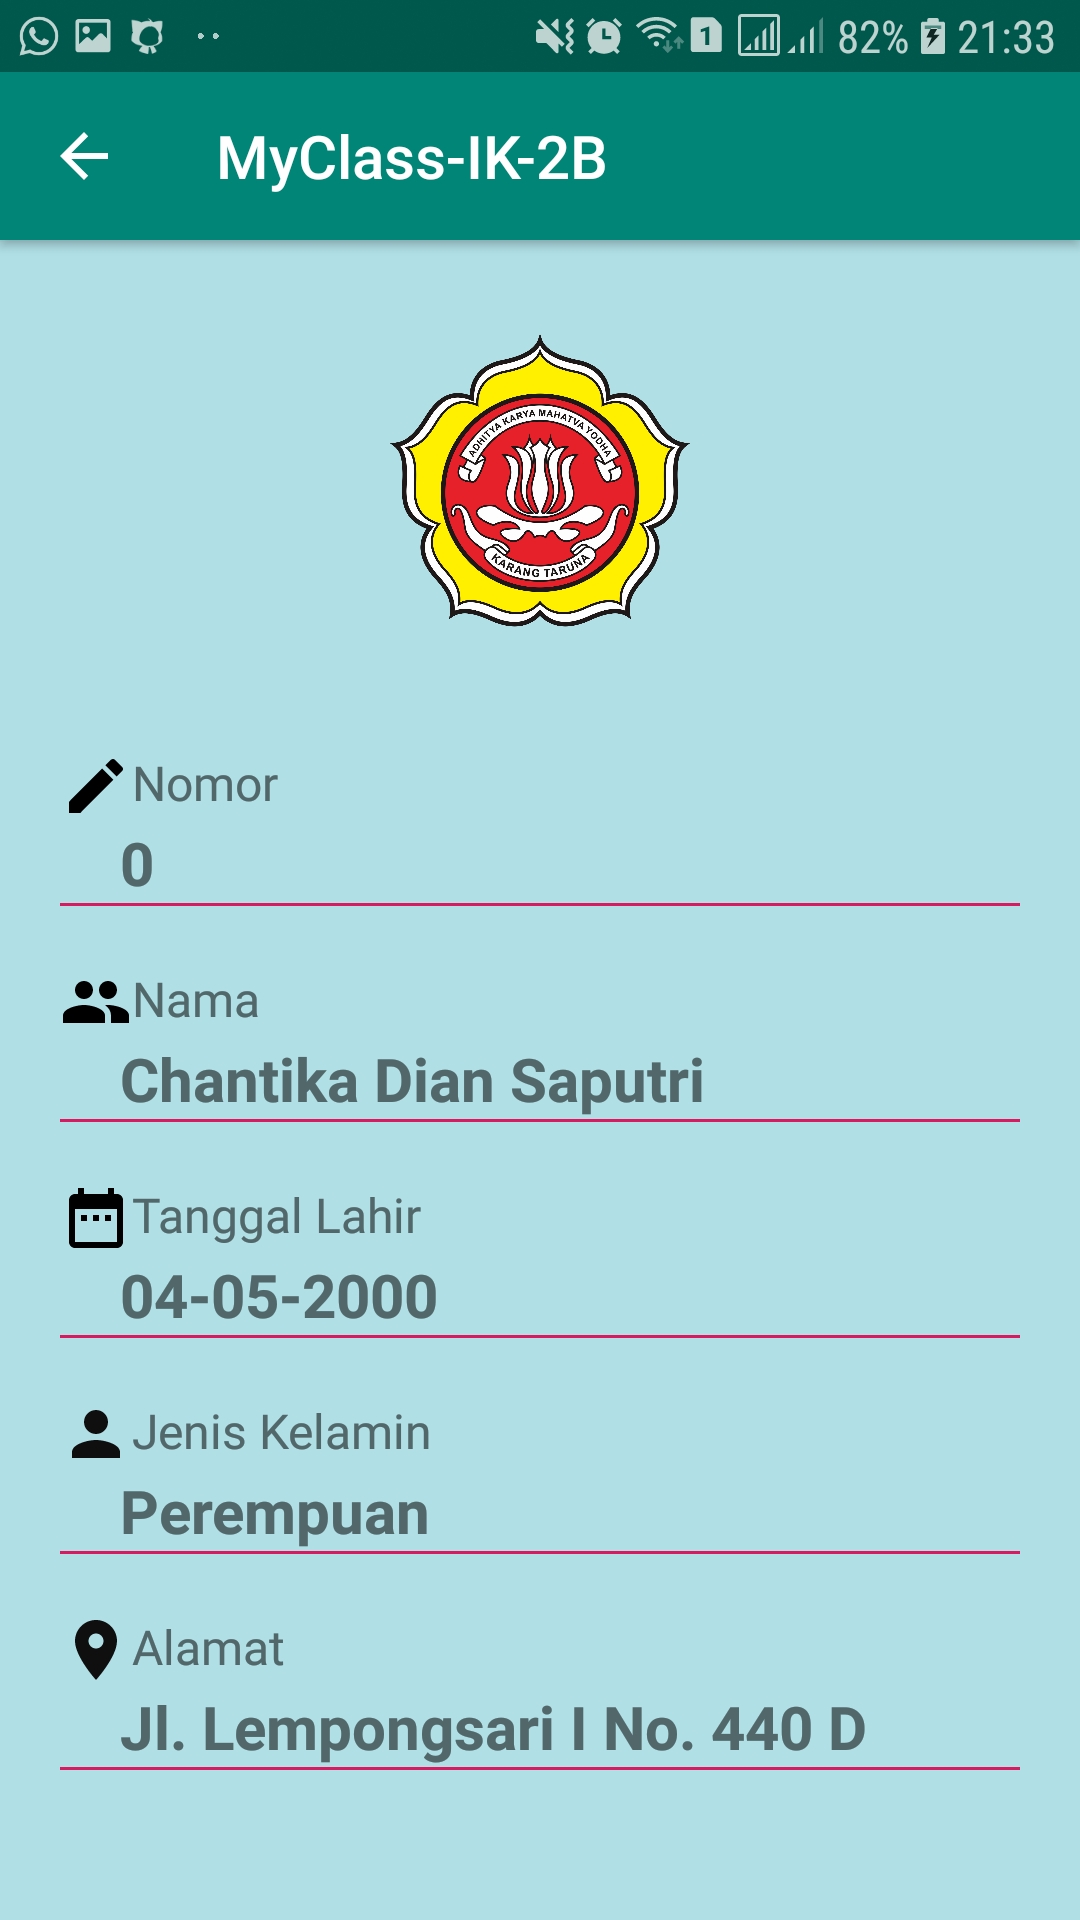 1 82% 21:33
MyClass-IK-2B
ADHITYA KARYA MAHATVA YODHA
KARANG TARUNA
Nomor
0
Nama
Chantika Dian Saputri
Tanggal Lahir
04-05-2000
Jenis Kelamin
Perempuan
Alamat
Jl. Lempongsari I No. 440 D